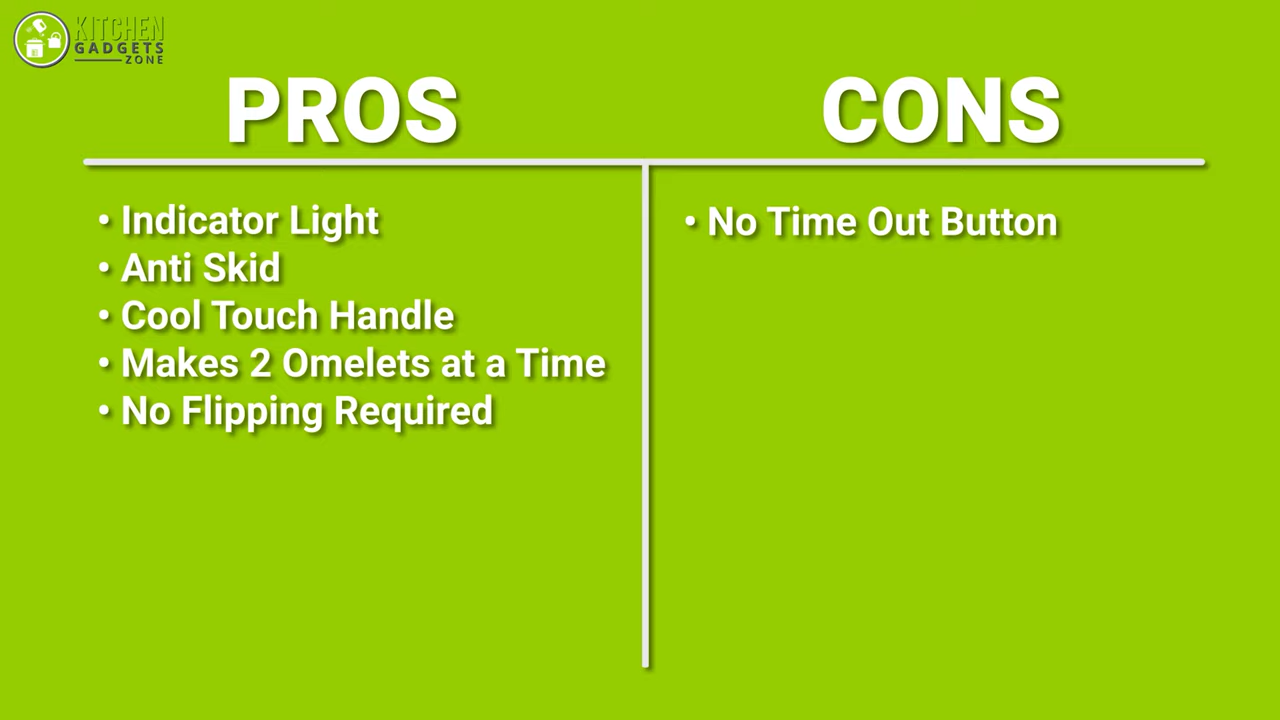 KITCHEN
GADGETS
ZONE
PROS
CONS
• Indicator Light
• Anti Skid
• Cool Touch Handle
• Makes 2 Omelets at a Time
• No Flipping Required
• No Time Out Button